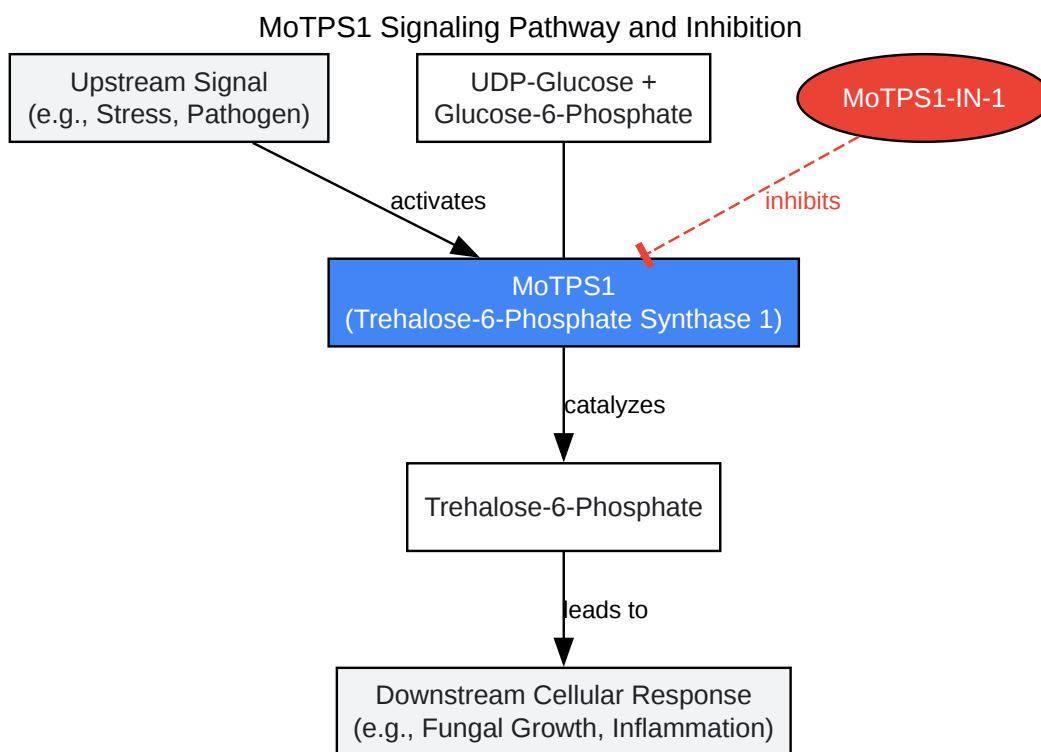 MoTPS1 Signaling Pathway and Inhibition
Upstream Signal
(e.g., Stress, Pathogen)
UDP-Glucose +
Glucose-6-Phosphate
MoTPS1-IN-1
activates
inhibits
MoTPS1
(Trehalose-6-Phosphate Synthase 1)
catalyzes
Trehalose-6-Phosphate
leads to
Downstream Cellular Response
(e.g., Fungal Growth, Inflammation)